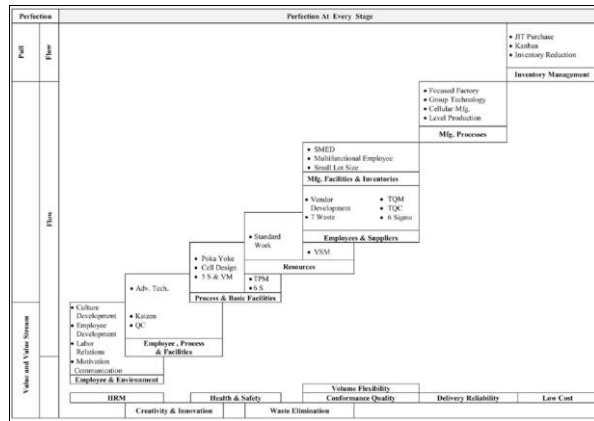 Perfection
Perfection At Every Stage
Pull
Flow
• JIT Purchase
• Kanban
• Inventory Reduction
Inventory Management
• Focused Factory
• Group Technology
• Cellular Mfg.
• Level Production
Mfg. Processes
• SMED
• Multifunctional Employee
• Small Lot Size
Mfg. Facilities & Inventories
• Vendor
Development
• 7 Waste
• TQM
• TQC
• 6 Sigma
Employees & Suppliers
• Standard
Work
• VSM
Resources
Flow
• Poka Yoke
• Cell Design
• 5 S & VM
• TPM
• 6 S
Process & Basic Facilities
• Adv. Tech.
• Kaizen
• QC
Employee , Process
& Facilities
Value and Value Stream
• Culture
Development
• Employee
Development
• Labor
Relations
• Motivation
Communication
Employee & Environment
Volume Flexibility
HRM
Health & Safety
Conformance Quality
Delivery Reliability
Low Cost
Creativity & Innovation
Waste Elimination